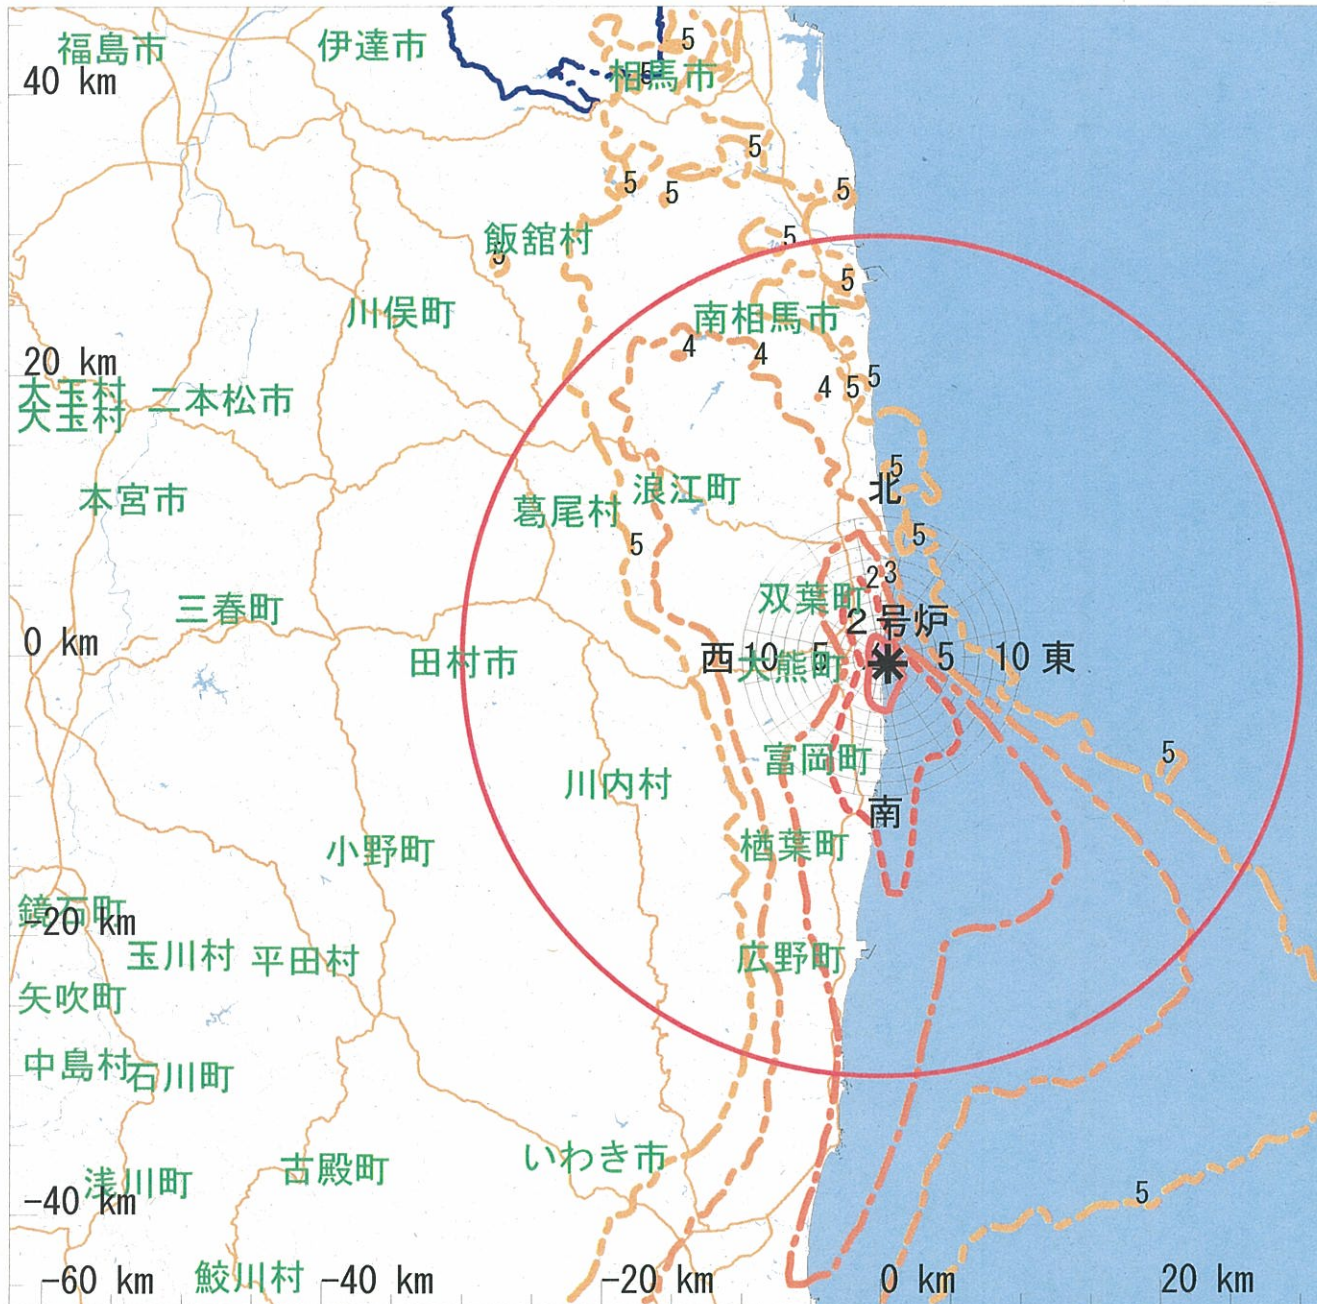 福島市
伊達市
5
40 km
相馬市
5
5
5
5
5
飯舘村
5
5
川俣町
南相馬市
5
20 km
4
4
4
5
5
大玉村
大玉村
二本松市
5
北
本宮市
葛尾村
浪江町
5
5
三春町
双葉町
2
3
2号炉
0 km
田村市
西
10
5
大熊町
5
10
東
富岡町
5
川内村
南
小野町
楢葉町
鏡石町
-20 km
玉川村
平田村
広野町
矢吹町
中島村
石川町
いわき市
古殿町
浅川町
5
-40 km
鮫川村
-60 km
-40 km
-20 km
0 km
20 km